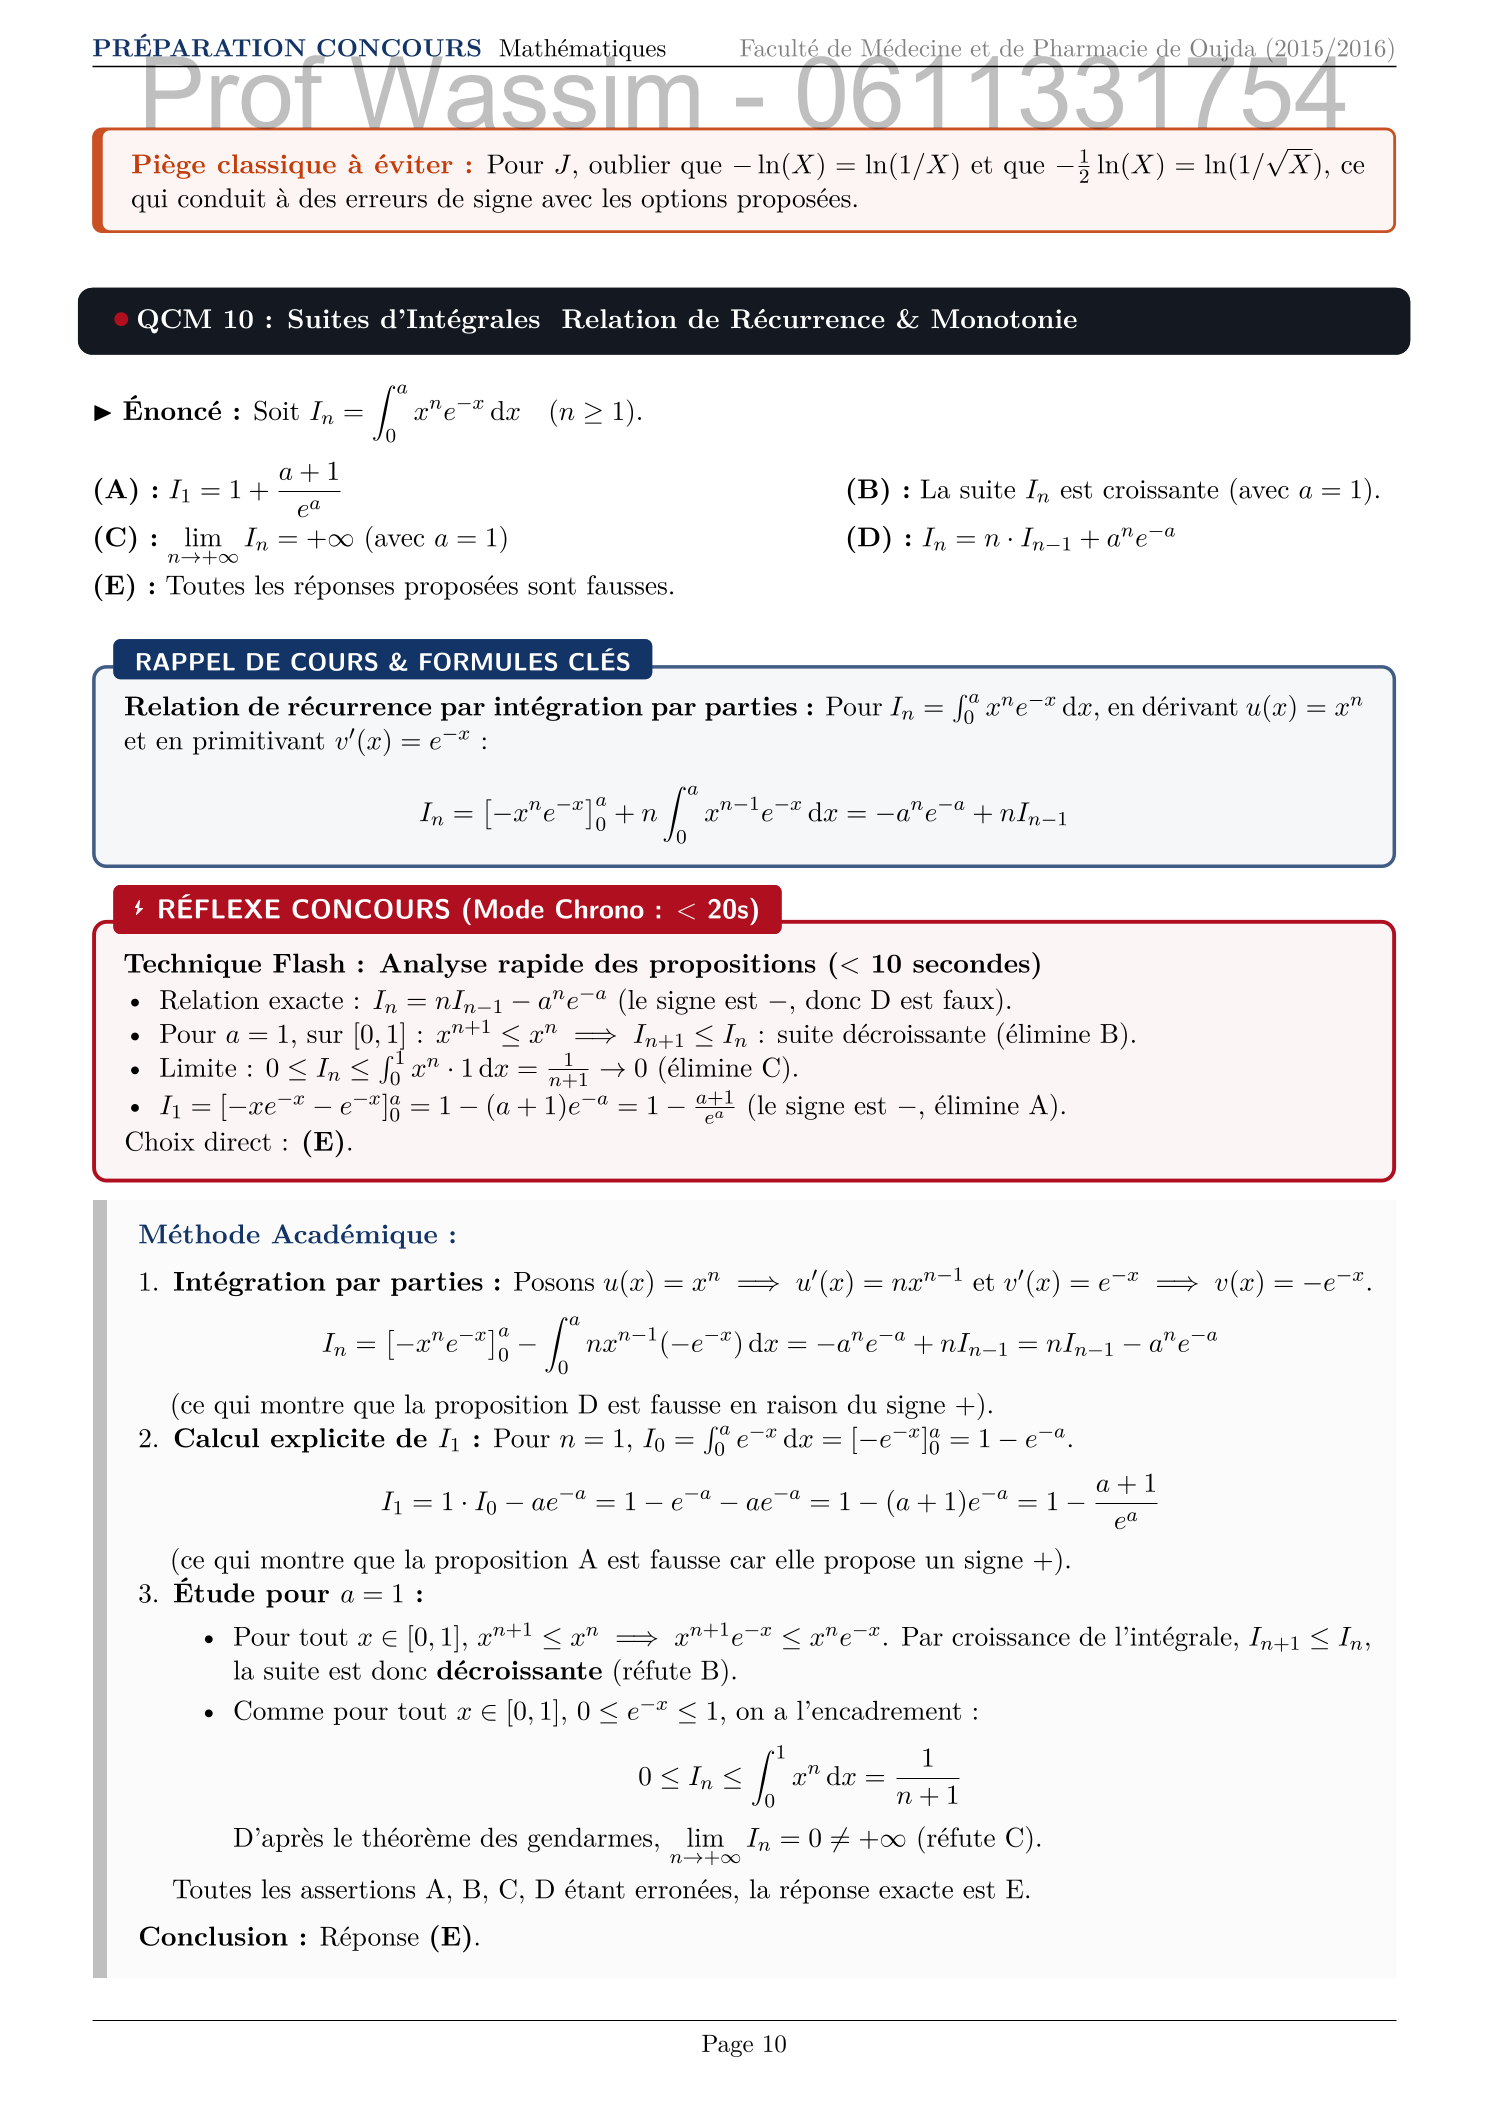 PRÉPARATION CONCOURS Mathématiques Faculté de Médecine et de Pharmacie de Oujda (2015/2016)
Prof Wassim - 0611331754
Piège classique à éviter : Pour J, oublier que − ln(X) = ln(1/X) et que −½ ln(X) = ln(1/√X), ce
qui conduit à des erreurs de signe avec les options proposées.
● QCM 10 : Suites d'Intégrales Relation de Récurrence & Monotonie
▶ Énoncé : Soit Iₙ = ∫₀ᵃ xⁿe⁻ˣ dx (n ≥ 1).
(A) : I₁ = 1 + (a + 1)/eᵃ
(B) : La suite Iₙ est croissante (avec a = 1).
(C) : lim n→+∞ Iₙ = +∞ (avec a = 1)
(D) : Iₙ = n · Iₙ₋₁ + aⁿe⁻ᵃ
(E) : Toutes les réponses proposées sont fausses.
RAPPEL DE COURS & FORMULES CLÉS
Relation de récurrence par intégration par parties : Pour Iₙ = ∫₀ᵃ xⁿe⁻ˣ dx, en dérivant u(x) = xⁿ
et en primitivant v′(x) = e⁻ˣ :
Iₙ = [−xⁿe⁻ˣ]₀ᵃ + n ∫₀ᵃ xⁿ⁻¹e⁻ˣ dx = −aⁿe⁻ᵃ + nIₙ₋₁
RÉFLEXE CONCOURS (Mode Chrono : < 20s)
Technique Flash : Analyse rapide des propositions (< 10 secondes)
• Relation exacte : Iₙ = nIₙ₋₁ − aⁿe⁻ᵃ (le signe est −, donc D est faux).
• Pour a = 1, sur [0, 1] : xⁿ⁺¹ ≤ xⁿ ⟹ Iₙ₊₁ ≤ Iₙ : suite décroissante (élimine B).
• Limite : 0 ≤ Iₙ ≤ ∫₀¹ xⁿ · 1 dx = 1/(n+1) → 0 (élimine C).
• I₁ = [−xe⁻ˣ − e⁻ˣ]₀ᵃ = 1 − (a + 1)e⁻ᵃ = 1 − (a+1)/eᵃ (le signe est −, élimine A).
Choix direct : (E).
Méthode Académique :
1. Intégration par parties : Posons u(x) = xⁿ ⟹ u′(x) = nxⁿ⁻¹ et v′(x) = e⁻ˣ ⟹ v(x) = −e⁻ˣ.
Iₙ = [−xⁿe⁻ˣ]₀ᵃ − ∫₀ᵃ nxⁿ⁻¹(−e⁻ˣ) dx = −aⁿe⁻ᵃ + nIₙ₋₁ = nIₙ₋₁ − aⁿe⁻ᵃ
(ce qui montre que la proposition D est fausse en raison du signe +).
2. Calcul explicite de I₁ : Pour n = 1, I₀ = ∫₀ᵃ e⁻ˣ dx = [−e⁻ˣ]₀ᵃ = 1 − e⁻ᵃ.
I₁ = 1 · I₀ − ae⁻ᵃ = 1 − e⁻ᵃ − ae⁻ᵃ = 1 − (a + 1)e⁻ᵃ = 1 − (a + 1)/eᵃ
(ce qui montre que la proposition A est fausse car elle propose un signe +).
3. Étude pour a = 1 :
• Pour tout x ∈ [0, 1], xⁿ⁺¹ ≤ xⁿ ⟹ xⁿ⁺¹e⁻ˣ ≤ xⁿe⁻ˣ. Par croissance de l'intégrale, Iₙ₊₁ ≤ Iₙ,
la suite est donc décroissante (réfute B).
• Comme pour tout x ∈ [0, 1], 0 ≤ e⁻ˣ ≤ 1, on a l'encadrement :
0 ≤ Iₙ ≤ ∫₀¹ xⁿ dx = 1/(n + 1)
D'après le théorème des gendarmes, lim n→+∞ Iₙ = 0 ≠ +∞ (réfute C).
Toutes les assertions A, B, C, D étant erronées, la réponse exacte est E.
Conclusion : Réponse (E).
Page 10